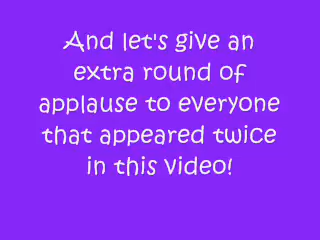 And let's give an
extra round of
applause to everyone
that appeared twice
in this video!